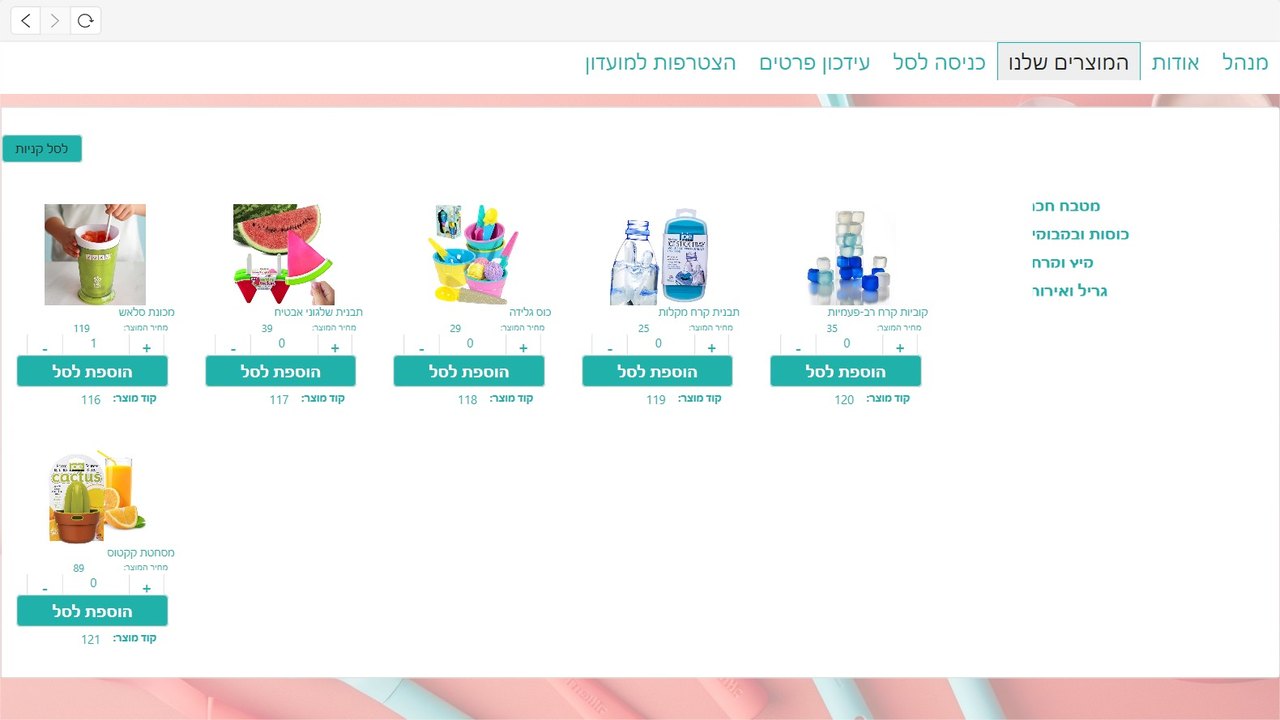 מנהל
אודות
המוצרים שלנו
כניסה לסל
עידכון פרטים
הצטרפות למועדון
לסל קניות
מטבח חכם
כוסות ובקבוקי
קיץ וקרח
גריל ואירוח
קוביות קרח רב-פעמיות
מחיר המוצר: 35
+ 0 -
הוספת לסל
קוד מוצר: 120
תבנית קרח מקלות
מחיר המוצר: 25
+ 0 -
הוספת לסל
קוד מוצר: 119
כוס גלידה
מחיר המוצר: 29
+ 0 -
הוספת לסל
קוד מוצר: 118
תבנית שלגוני אבטיח
מחיר המוצר: 39
+ 0 -
הוספת לסל
קוד מוצר: 117
מכונת סלאש
מחיר המוצר: 119
+ 1 -
הוספת לסל
קוד מוצר: 116
cactus
מסחטת קקטוס
מחיר המוצר: 89
+ 0 -
הוספת לסל
קוד מוצר: 121